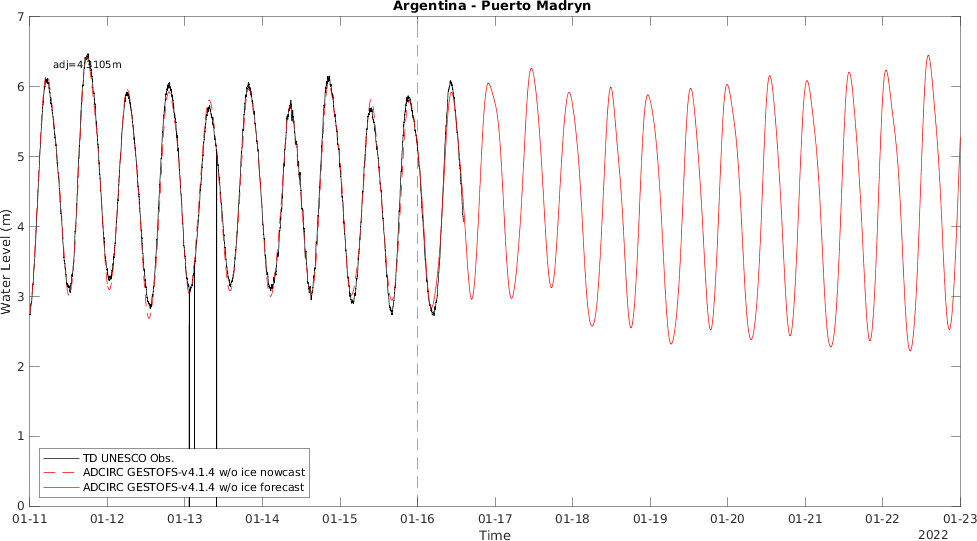 Argentina - Puerto Madryn
7
adj=4.3105m
6
5
4
3
2
1
0
Water Level (m)
TD UNESCO Obs.
ADCIRC GESTOFS-v4.1.4 w/o ice nowcast
ADCIRC GESTOFS-v4.1.4 w/o ice forecast
01-11 01-12 01-13 01-14 01-15 01-16 01-17 01-18 01-19 01-20 01-21 01-22 01-23
Time
2022